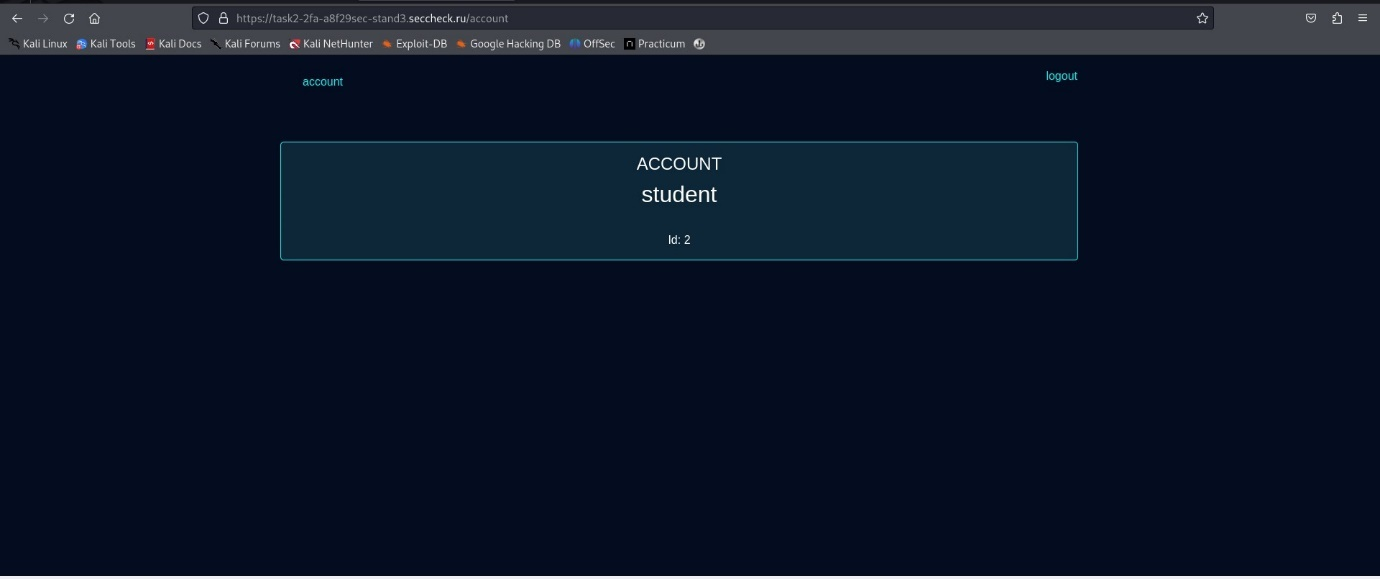 https://task2-2fa-a8f29sec-stand3.seccheck.ru/account
Kali Linux Kali Tools Kali Docs Kali Forums Kali NetHunter Exploit-DB Google Hacking DB OffSec Practicum
account
logout
ACCOUNT
student
Id: 2